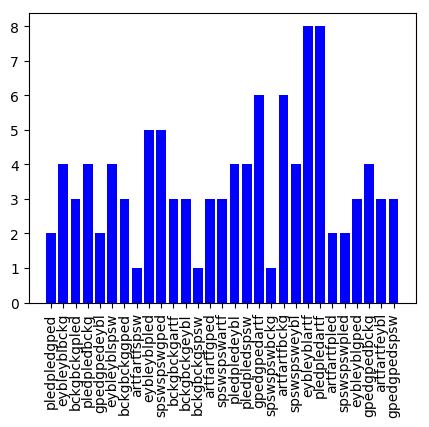 8
7
6
5
4
3
2
1
0
pledpledgped
eybleyblbckg
bckgbckgpled
pledpledbckg
gpedgpedeybl
eybleyblspsw
bckgbckggped
artfartfspsw
eybleyblpled
spswspswgped
bckgbckgartf
bckgbckgeybl
bckgbckgspsw
artfartfgped
spswspswartf
pledpledeybl
pledpledspsw
gpedgpedartf
spswspswbckg
artfartfbckg
spswspsweybl
eybleyblartf
pledpledartf
artfartfpled
spswspswpled
eybleyblgped
gpedgpedbckg
artfartfeybl
gpedgpedspsw